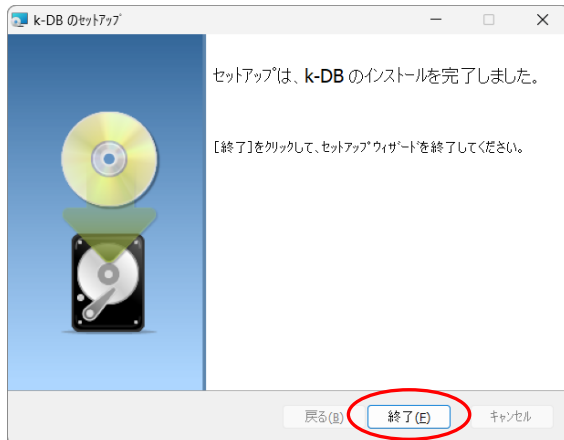 k-DB のｾｯﾄｱｯﾌﾟ
ｾｯﾄｱｯﾌﾟは、k-DB のｲﾝｽﾄｰﾙを完了しました。
[終了]をｸﾘｯｸして、ｾｯﾄｱｯﾌﾟｳｨｻﾞｰﾄﾞを終了してください。
戻る(B) 終了(F) ｷｬﾝｾﾙ